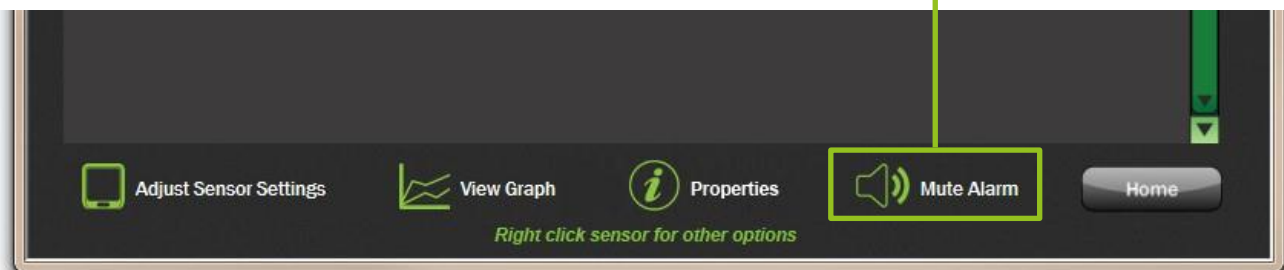 Adjust Sensor Settings View Graph i Properties Mute Alarm Home
Right click sensor for other options